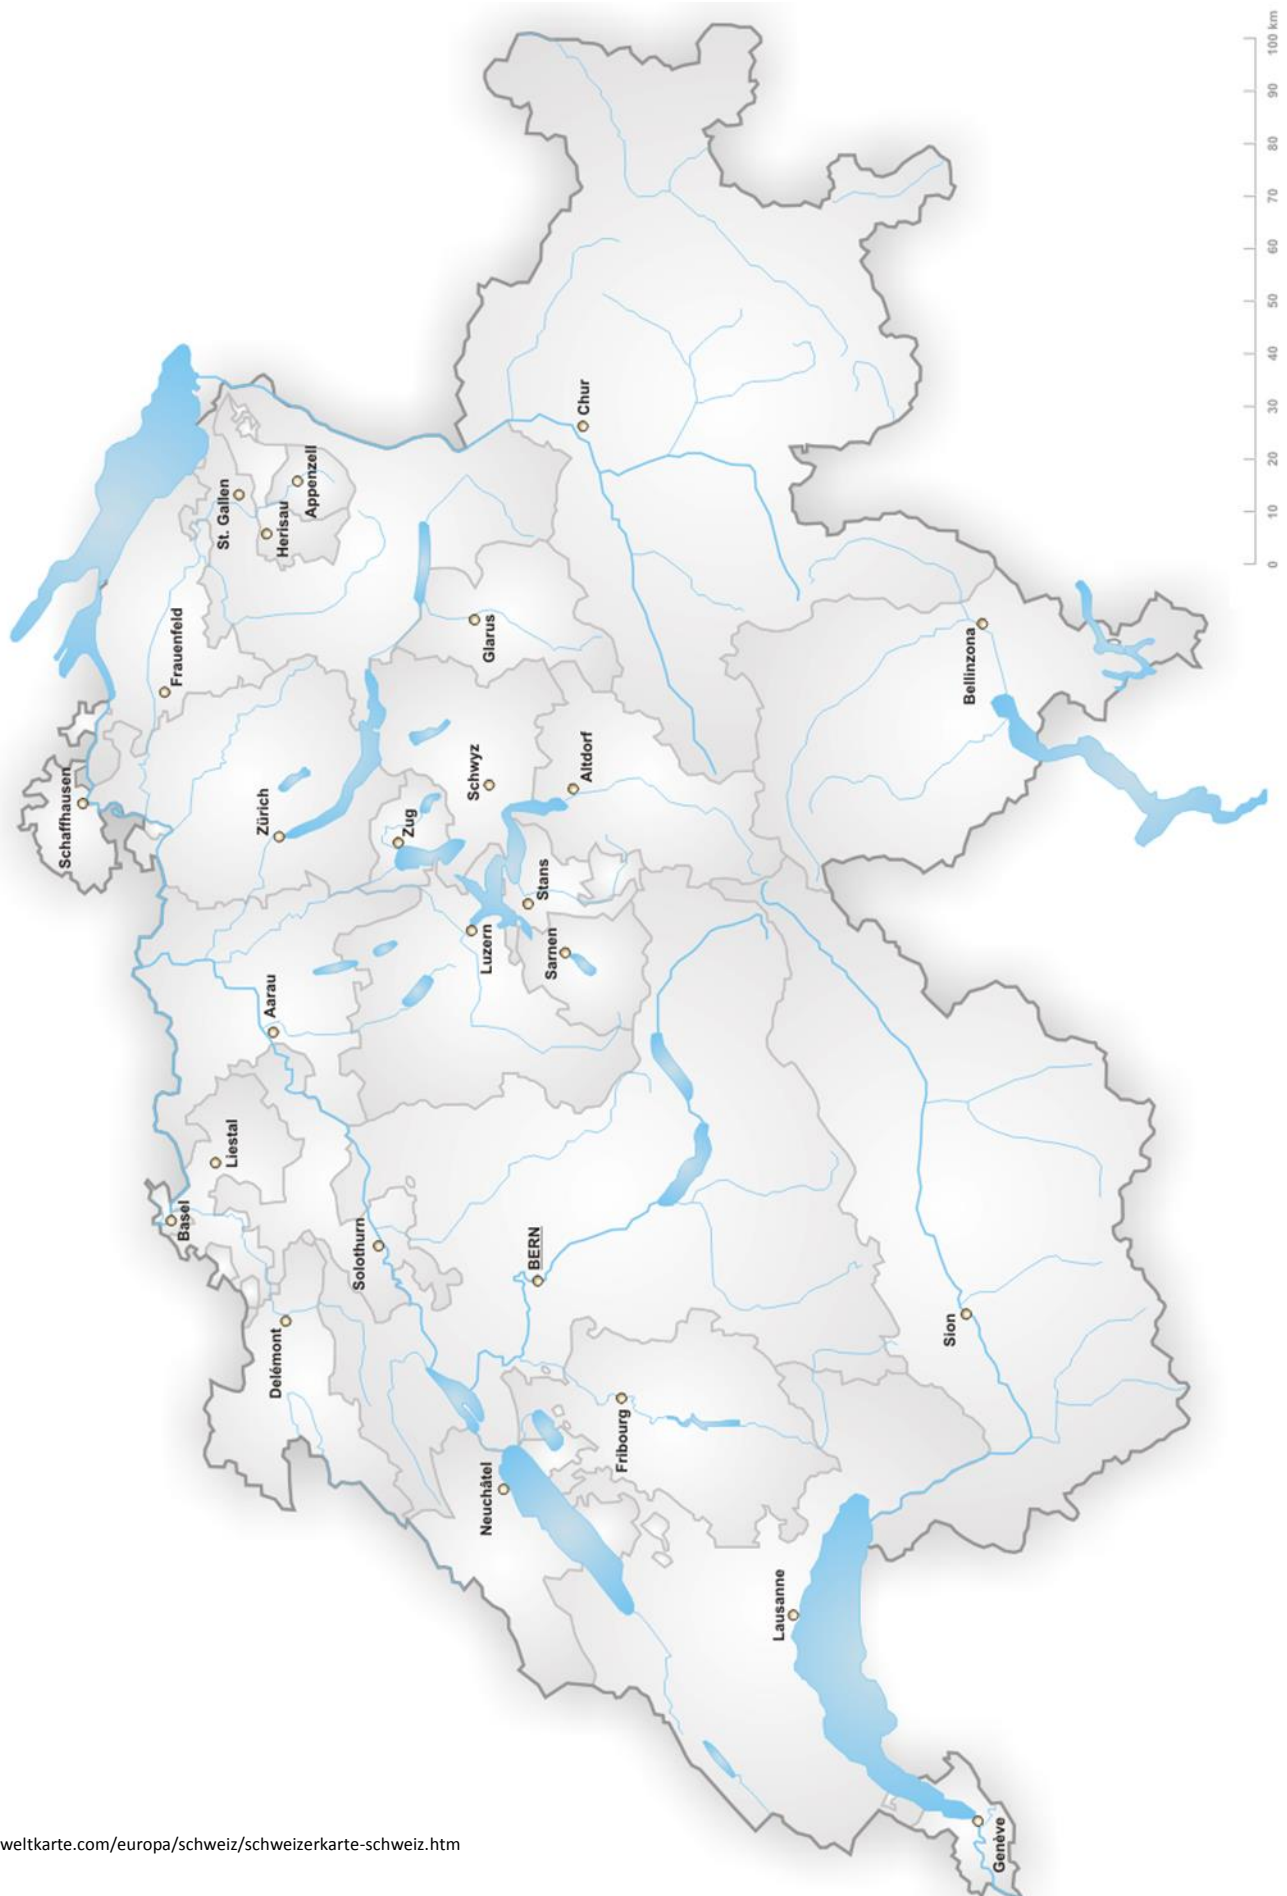 Schaffhausen
Frauenfeld
St. Gallen
Herisau
Appenzell
Basel
Liestal
Aarau
Zürich
Delémont
Solothurn
Zug
Luzern
Schwyz
Glarus
Stans
Sarnen
Altdorf
Chur
Neuchâtel
BERN
Fribourg
Lausanne
Sion
Bellinzona
Genève
0
10
20
30
40
50
60
70
80
90
100 km
weltkarte.com/europa/schweiz/schweizerkarte-schweiz.htm